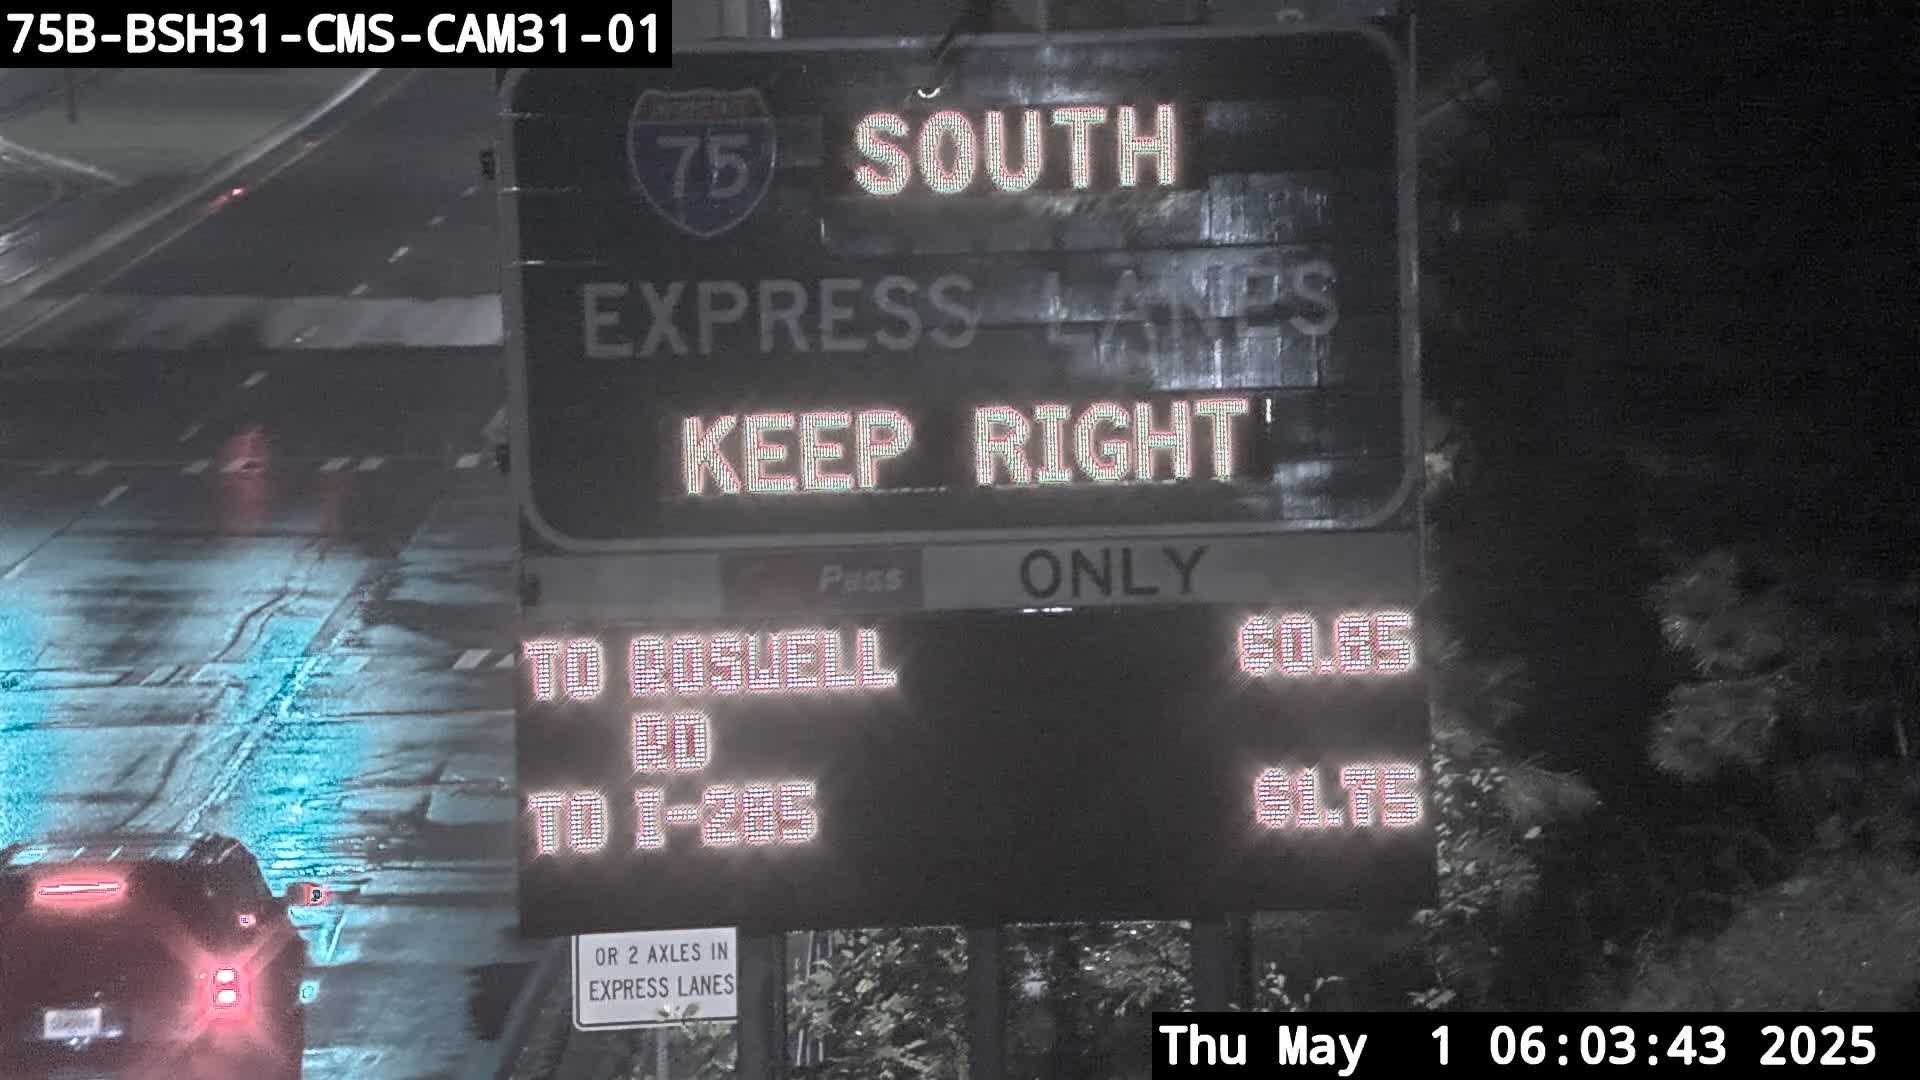 75B-BSH31-CMS-CAM31-01
INTERSTATE
75
SOUTH
EXPRESS LANES
KEEP RIGHT
Pass ONLY
TO ROSWELL $0.85
RD
TO I-285 $1.75
OR 2 AXLES IN
EXPRESS LANES
Thu May 1 06:03:43 2025